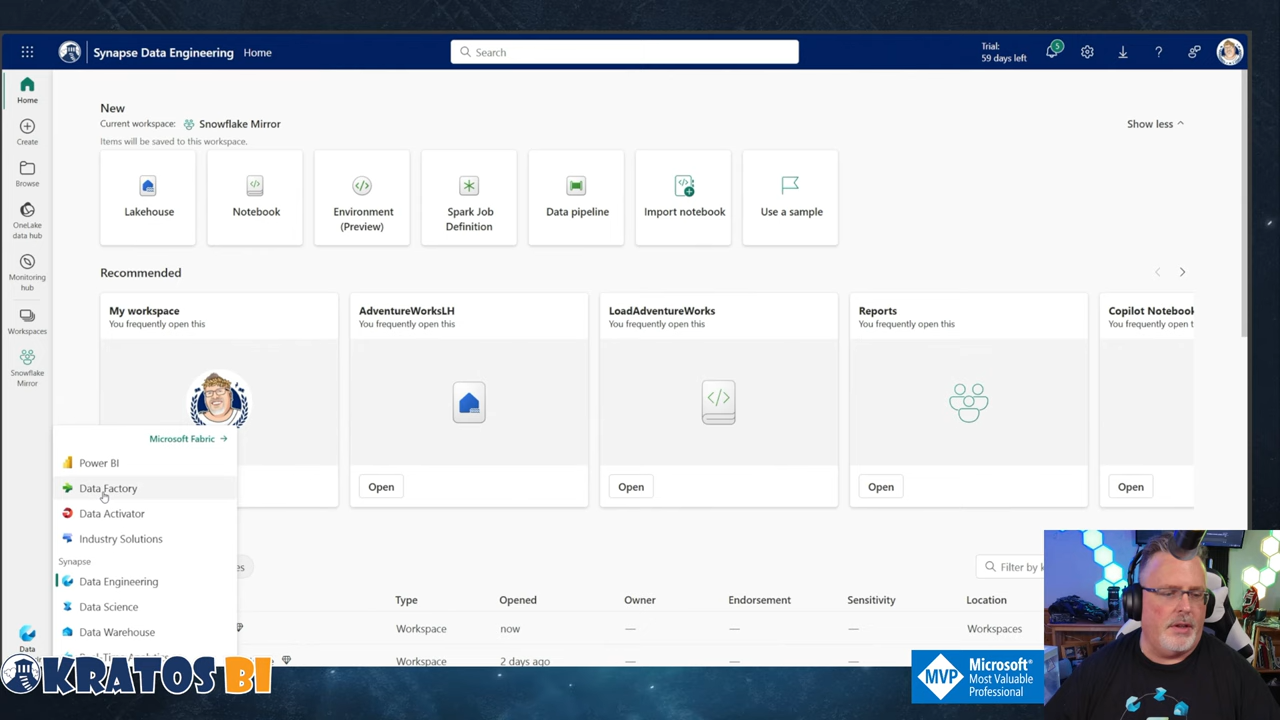 Synapse Data Engineering Home
Search
Trial:
59 days left
5
Home
Create
Browse
OneLake
data hub
Monitoring
hub
Workspaces
Snowflake
Mirror
Data
New
Current workspace: Snowflake Mirror
Items will be saved to this workspace.
Show less
Lakehouse
Notebook
Environment
(Preview)
Spark Job
Definition
Data pipeline
Import notebook
Use a sample
Recommended
My workspace
You frequently open this
AdventureWorksLH
You frequently open this
Open
LoadAdventureWorks
You frequently open this
Open
Reports
You frequently open this
Open
Copilot Notebook
You frequently open t
Open
Microsoft Fabric
Power BI
Data Factory
Data Activator
Industry Solutions
Synapse
Data Engineering
Data Science
Data Warehouse
Filter by k
Type Opened Owner Endorsement Sensitivity Location
Workspace now — — — Workspaces
Workspace 2 days ago — — —
KRATOS BI
Microsoft®
Most Valuable
Professional
MVP